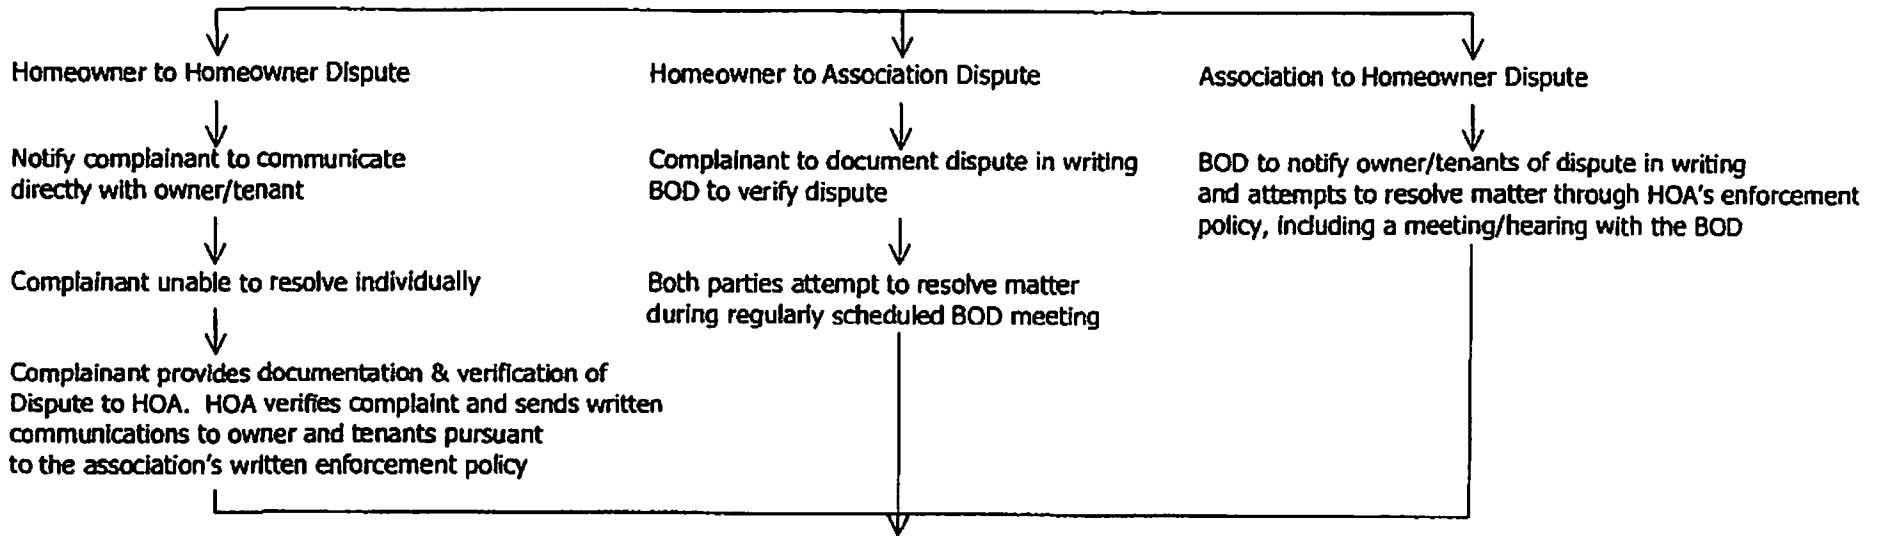 Homeowner to Homeowner Dispute
Notify complainant to communicate
directly with owner/tenant
Complainant unable to resolve individually
Complainant provides documentation & verification of
Dispute to HOA. HOA verifies complaint and sends written
communications to owner and tenants pursuant
to the association's written enforcement policy
Homeowner to Association Dispute
Complainant to document dispute in writing
BOD to verify dispute
Both parties attempt to resolve matter
during regularly scheduled BOD meeting
Association to Homeowner Dispute
BOD to notify owner/tenants of dispute in writing
and attempts to resolve matter through HOA's enforcement
policy, including a meeting/hearing with the BOD